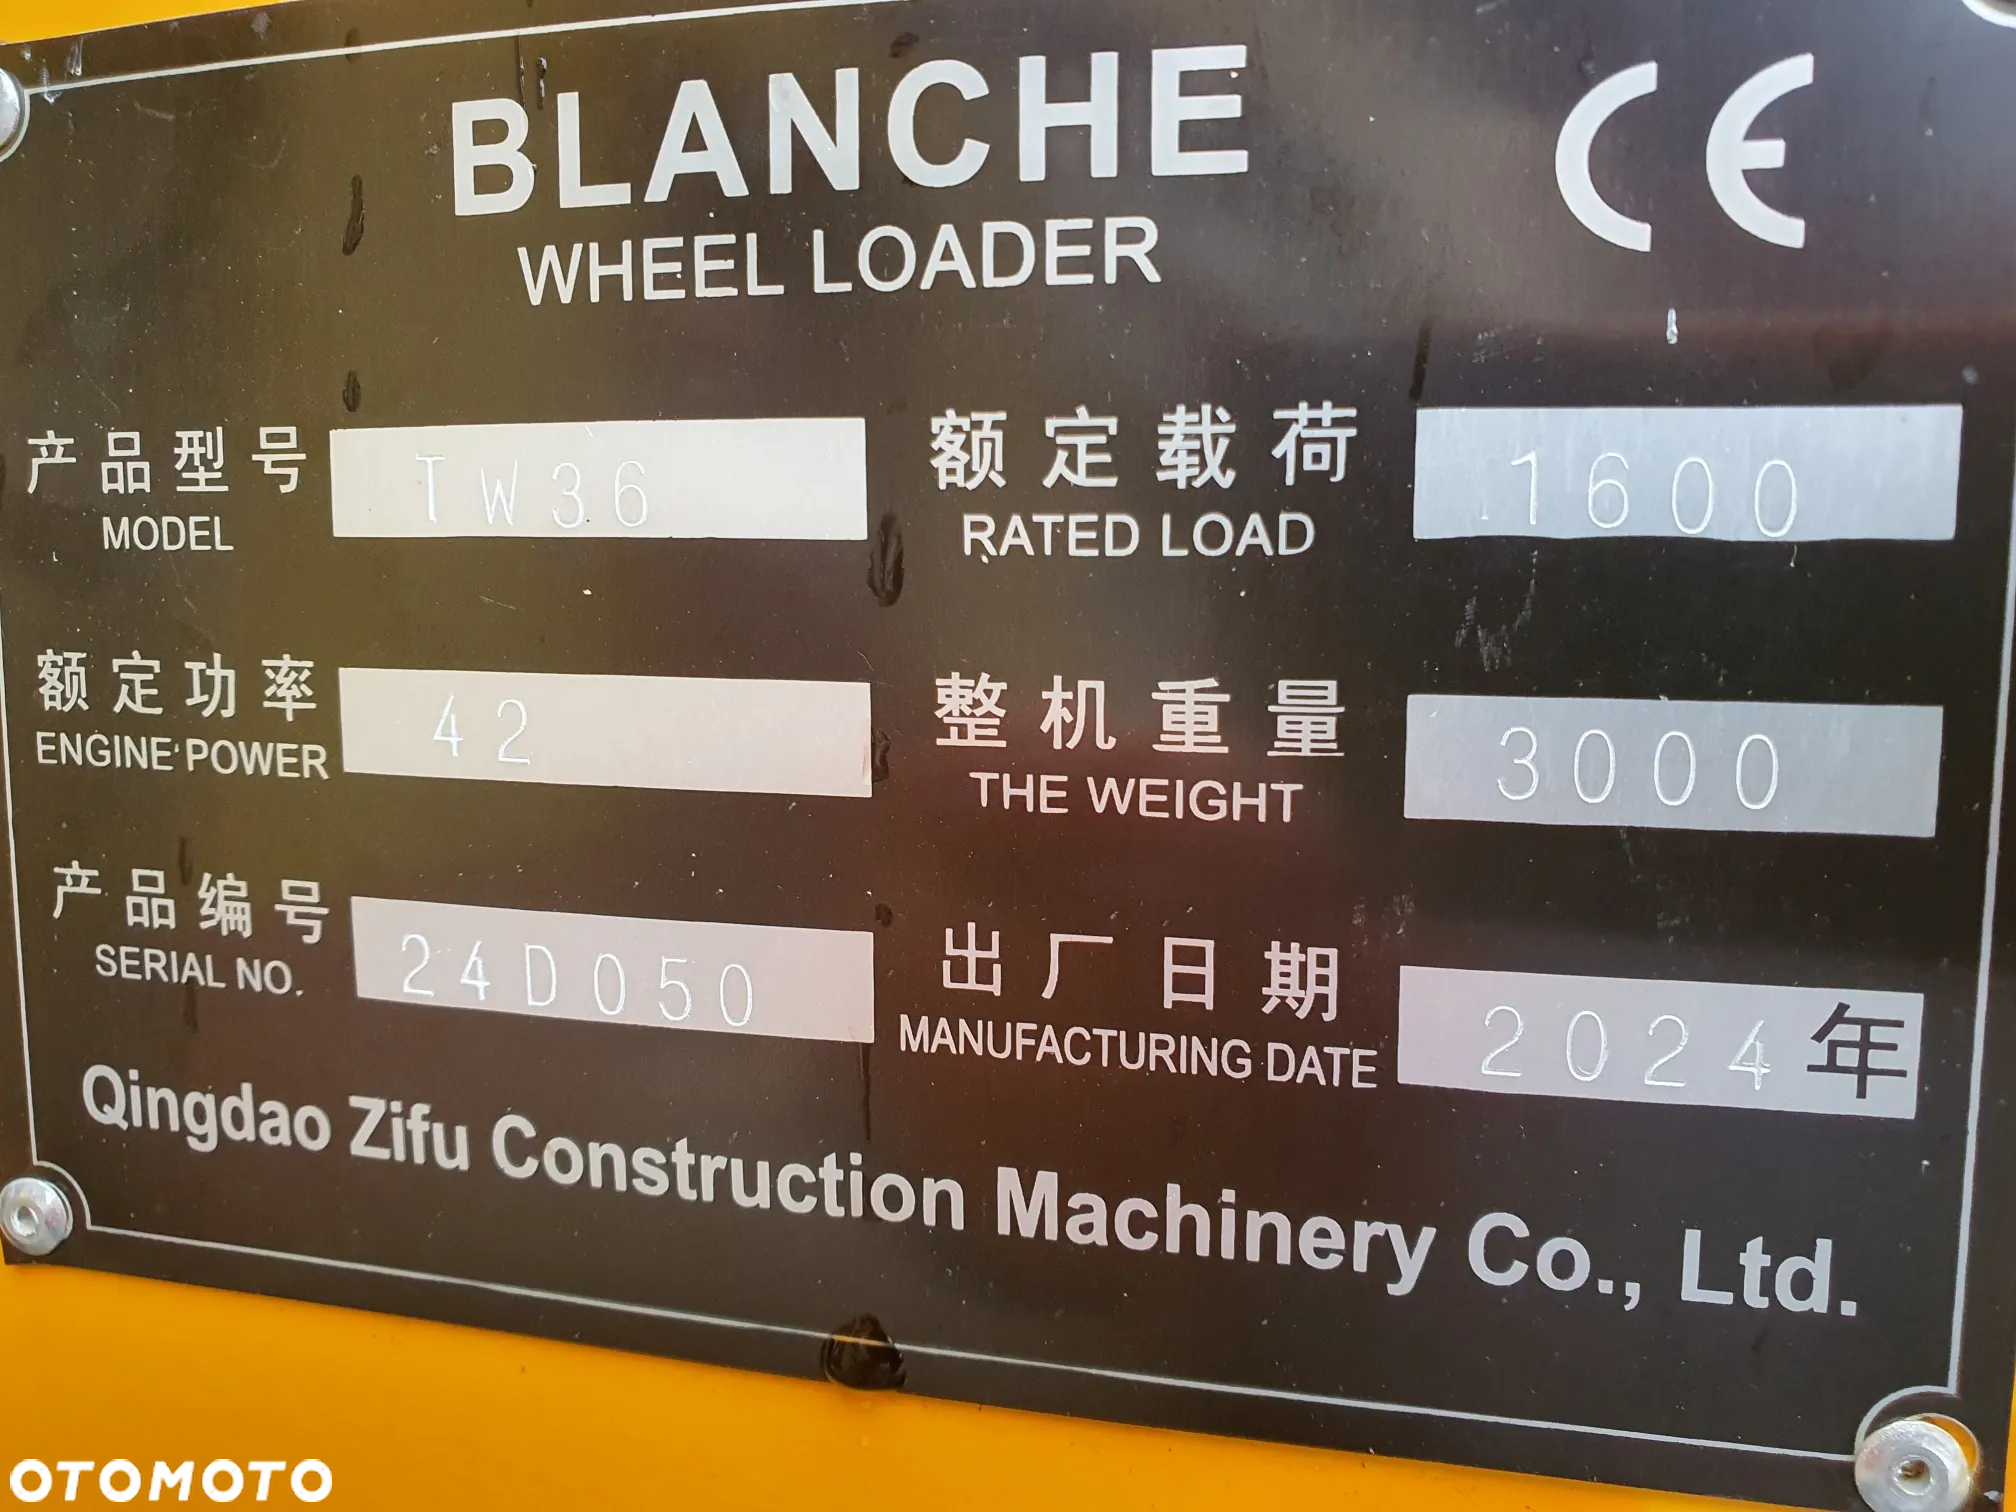 BLANCHE
CE
WHEEL LOADER
产品型号 TW36 额定载荷 1600
MODEL RATED LOAD
额定功率 42 整机重量 3000
ENGINE POWER THE WEIGHT
产品编号 24D050 出厂日期 2024年
SERIAL NO. MANUFACTURING DATE
Qingdao Zifu Construction Machinery Co., Ltd.
OTOMOTO